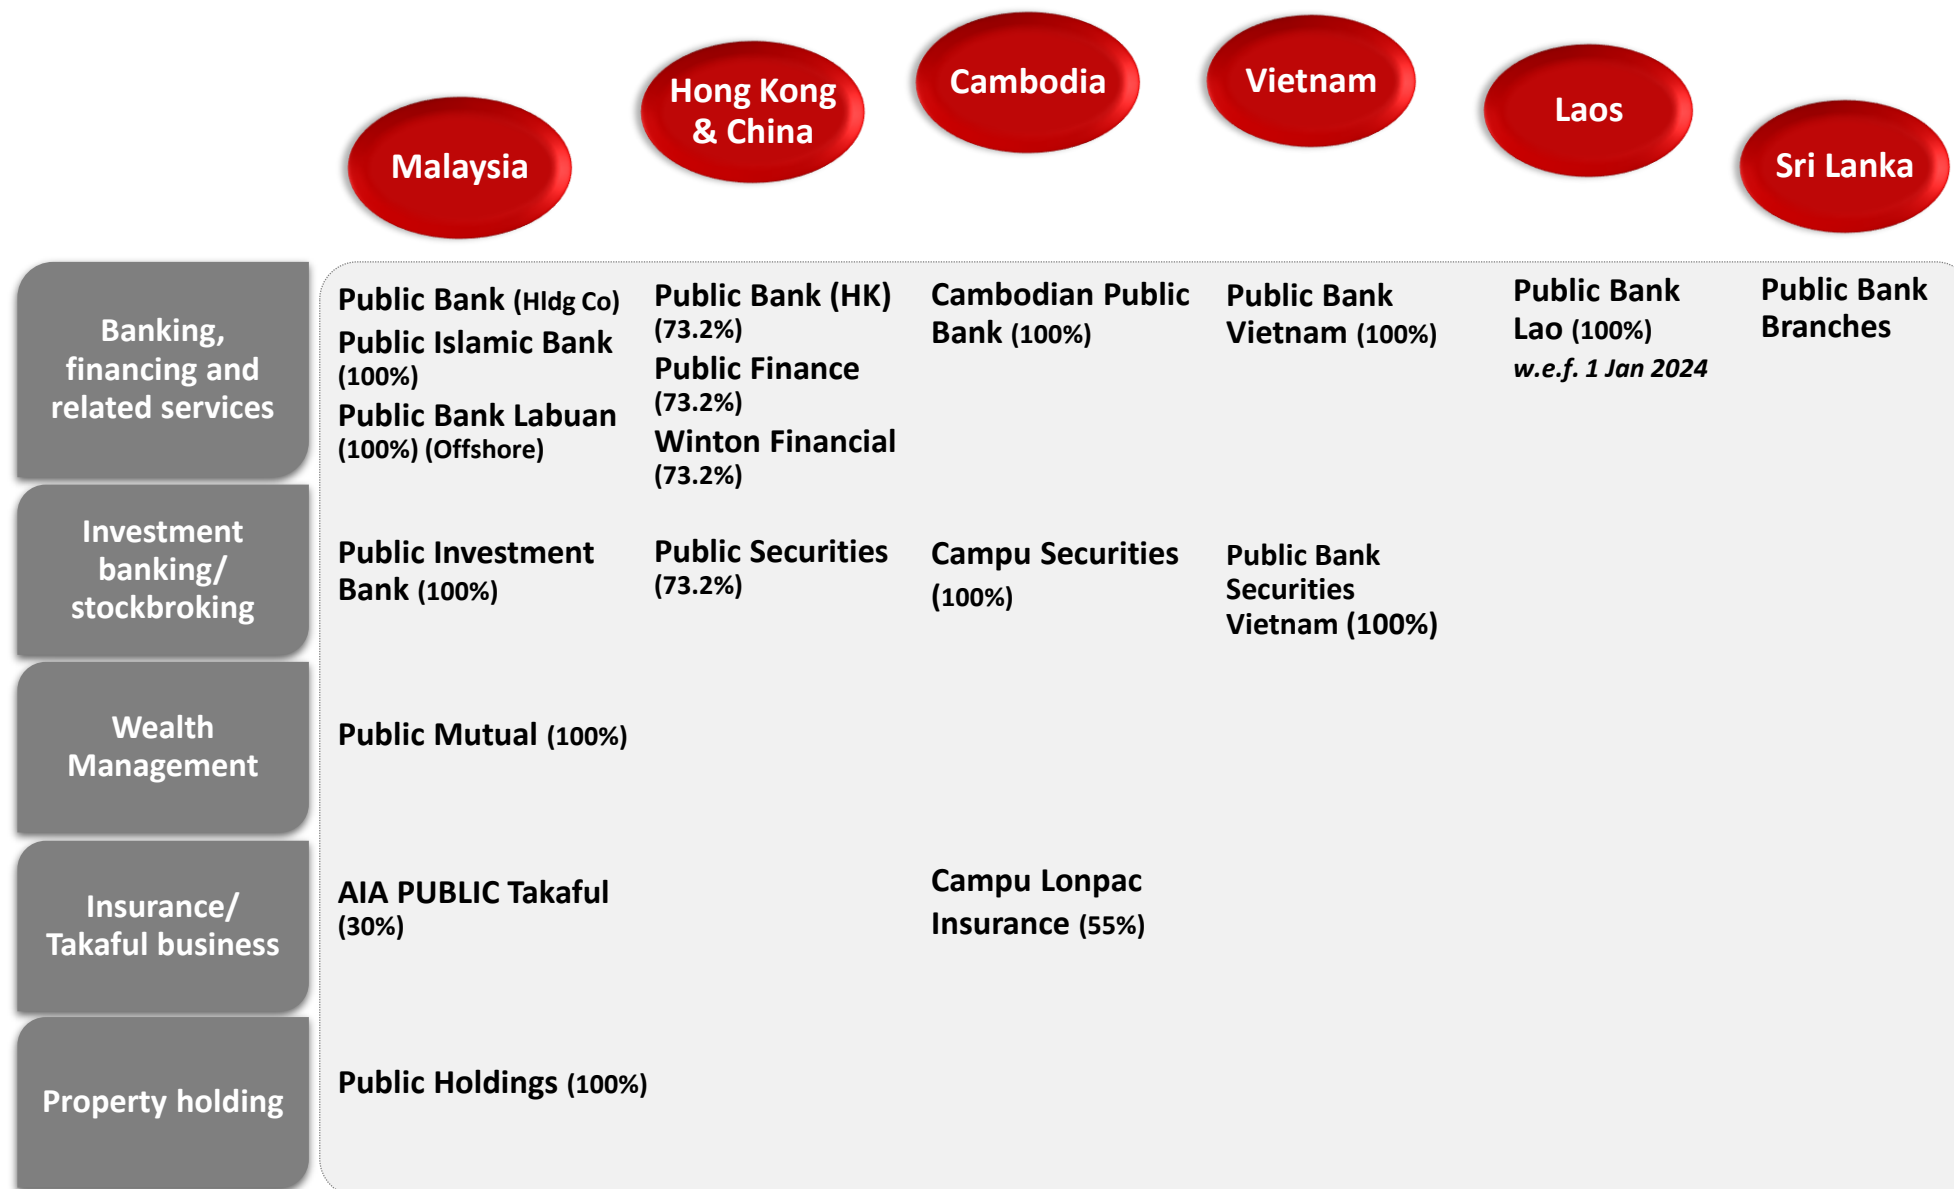 Malaysia
Hong Kong
& China
Cambodia
Vietnam
Laos
Sri Lanka
Banking,
financing and
related services
Public Bank (Hldg Co)
Public Islamic Bank
(100%)
Public Bank Labuan
(100%) (Offshore)
Public Bank (HK)
(73.2%)
Public Finance
(73.2%)
Winton Financial
(73.2%)
Cambodian Public
Bank (100%)
Public Bank
Vietnam (100%)
Public Bank
Lao (100%)
w.e.f. 1 Jan 2024
Public Bank
Branches
Investment
banking/
stockbroking
Public Investment
Bank (100%)
Public Securities
(73.2%)
Campu Securities
(100%)
Public Bank
Securities
Vietnam (100%)
Wealth
Management
Public Mutual (100%)
Insurance/
Takaful business
AIA PUBLIC Takaful
(30%)
Campu Lonpac
Insurance (55%)
Property holding
Public Holdings (100%)